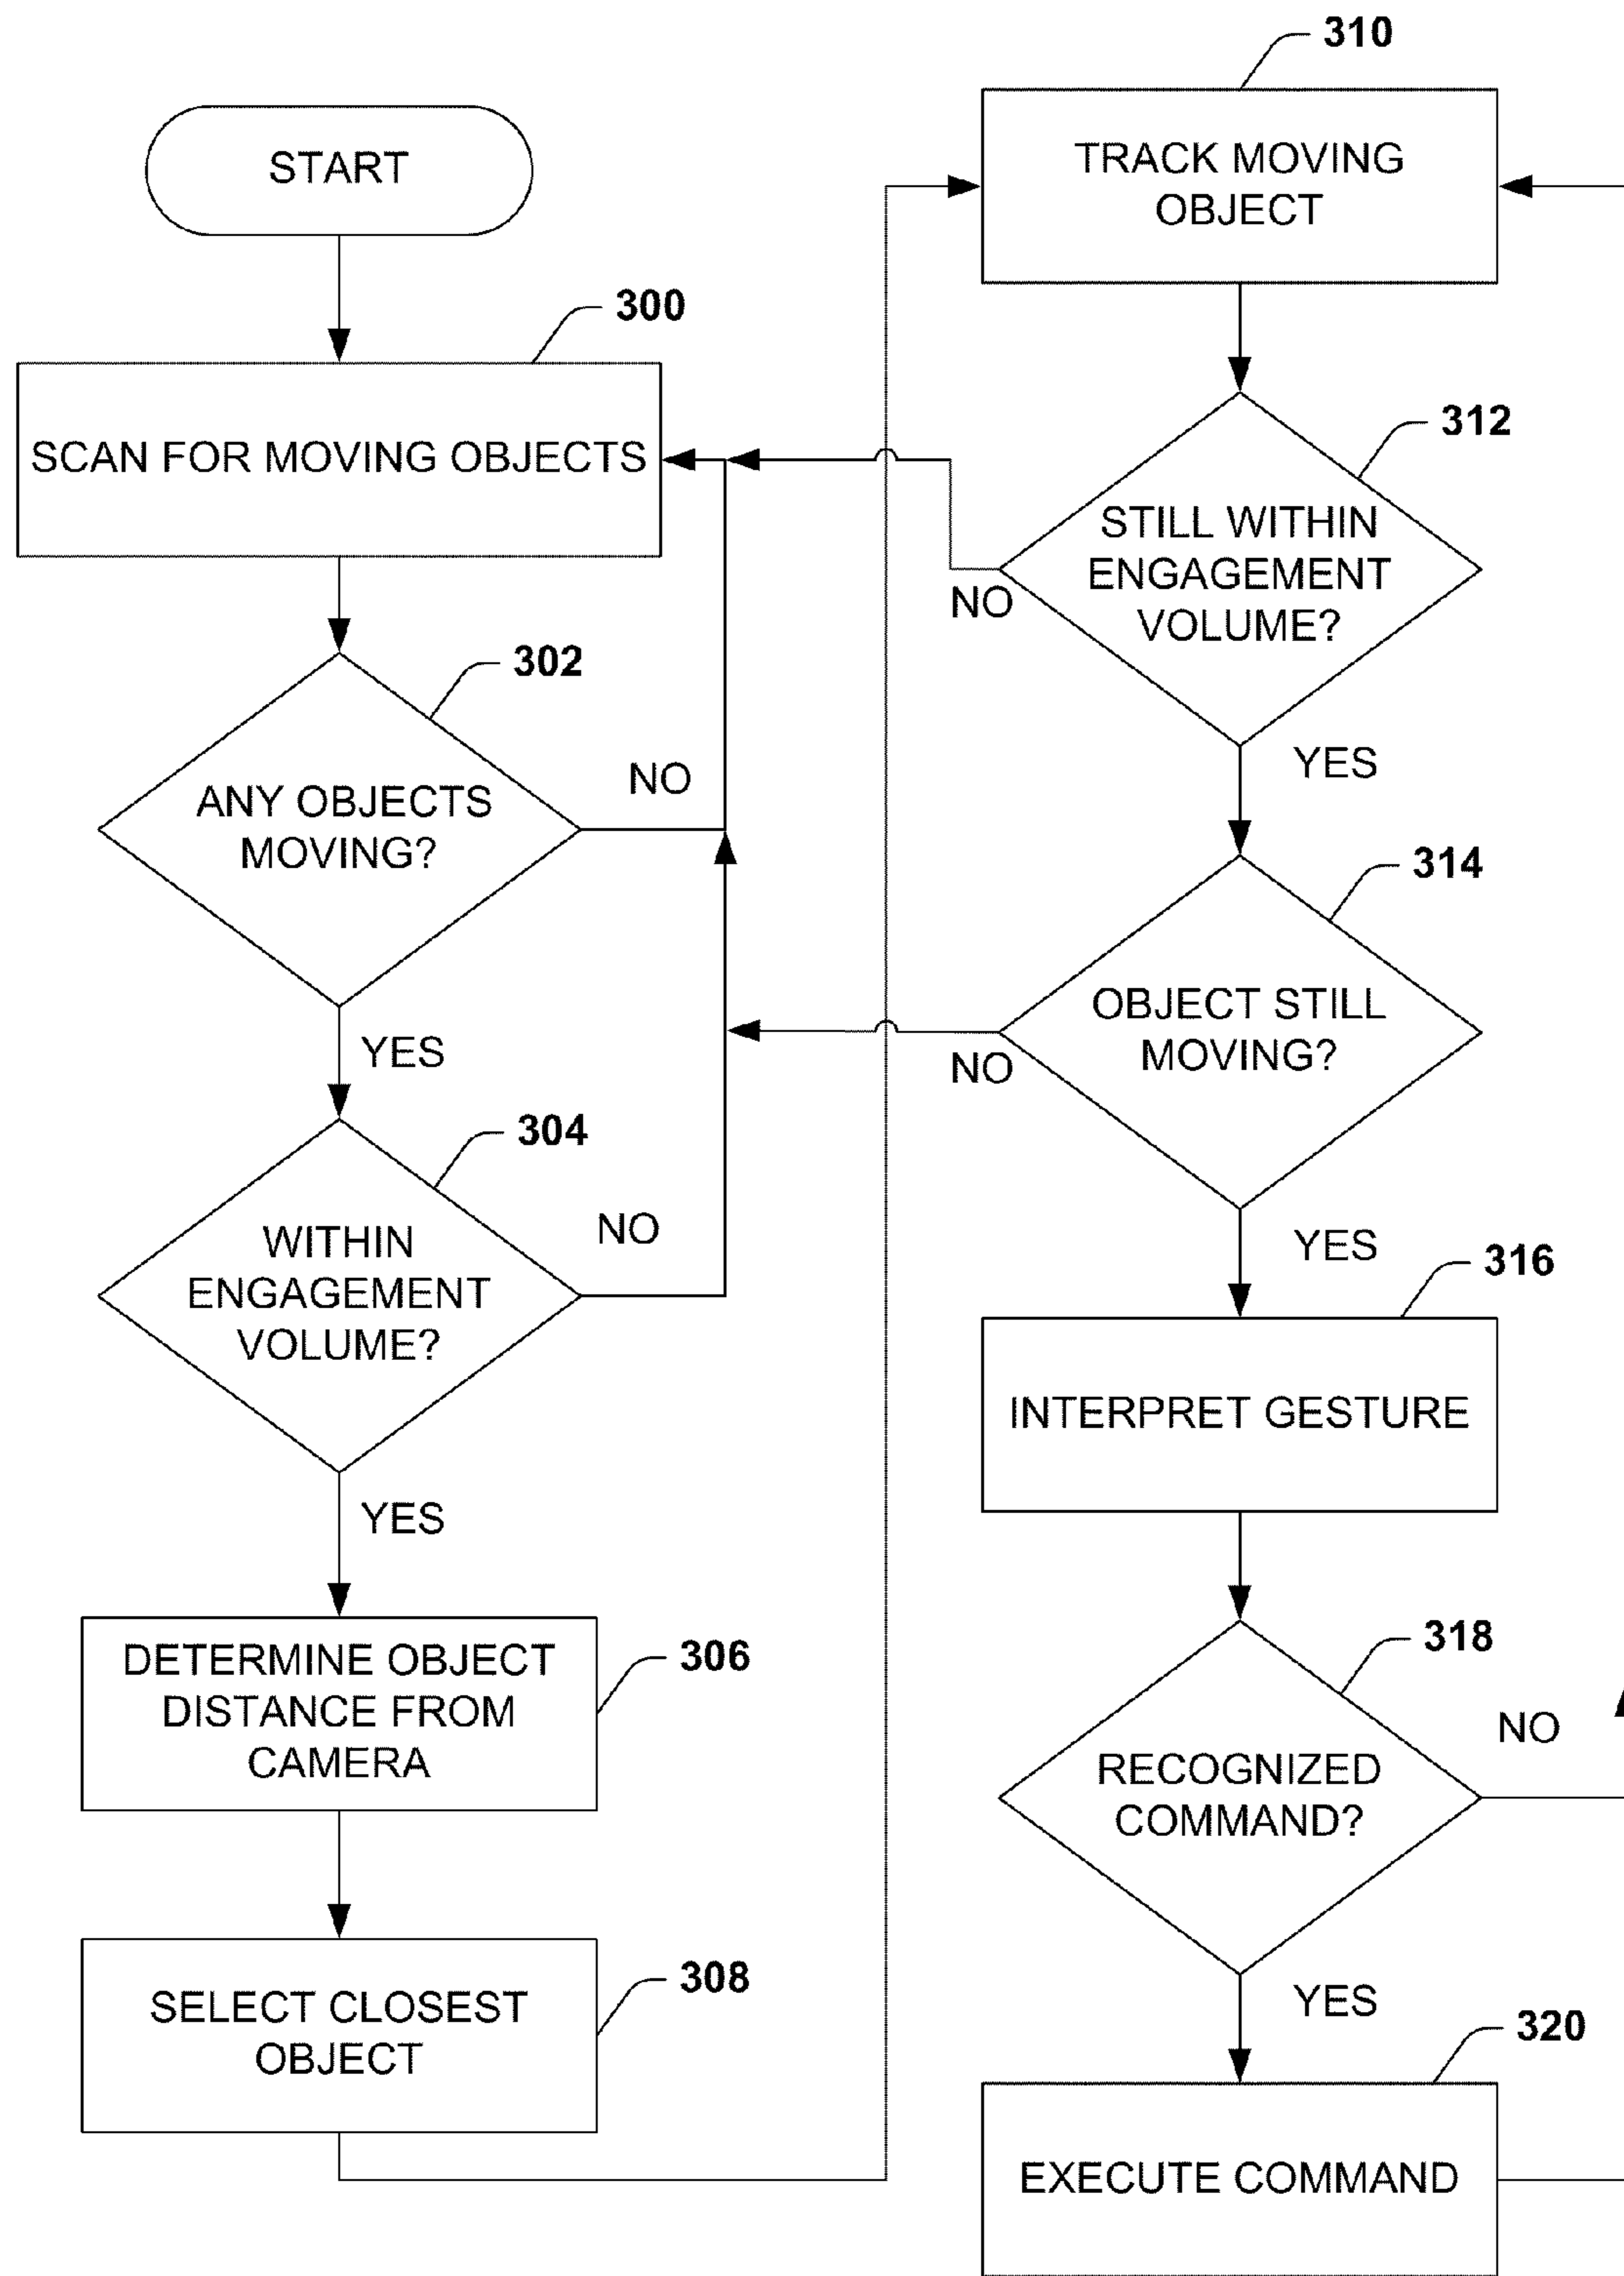 START
300
SCAN FOR MOVING OBJECTS
302
ANY OBJECTS
MOVING?
NO
YES
304
WITHIN
ENGAGEMENT
VOLUME?
NO
YES
306
DETERMINE OBJECT
DISTANCE FROM
CAMERA
308
SELECT CLOSEST
OBJECT
310
TRACK MOVING
OBJECT
312
STILL WITHIN
ENGAGEMENT
VOLUME?
NO
YES
314
OBJECT STILL
MOVING?
NO
YES
316
INTERPRET GESTURE
318
RECOGNIZED
COMMAND?
NO
YES
320
EXECUTE COMMAND